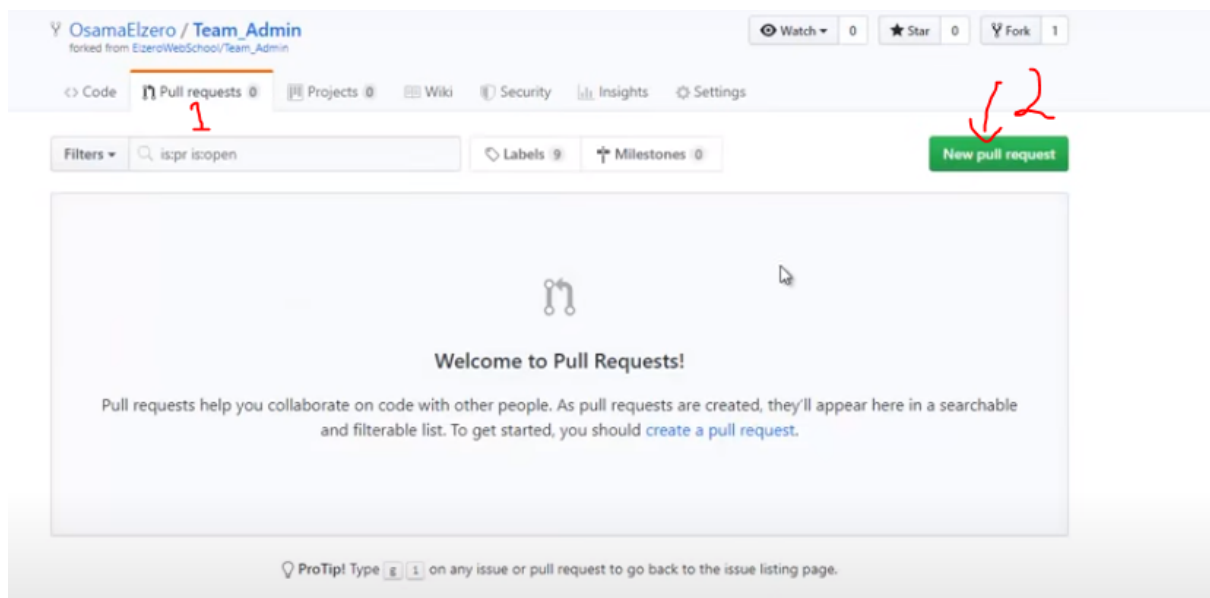 OsamaElzero / Team_Admin
Watch 0 Star 0 Fork 1
forked from ElzeroWebSchool/Team_Admin
<> Code Pull requests 0 Projects 0 Wiki Security Insights Settings
1 2
Filters is:pr is:open Labels 9 Milestones 0 New pull request
Welcome to Pull Requests!
Pull requests help you collaborate on code with other people. As pull requests are created, they'll appear here in a searchable
and filterable list. To get started, you should create a pull request.
ProTip! Type g i on any issue or pull request to go back to the issue listing page.